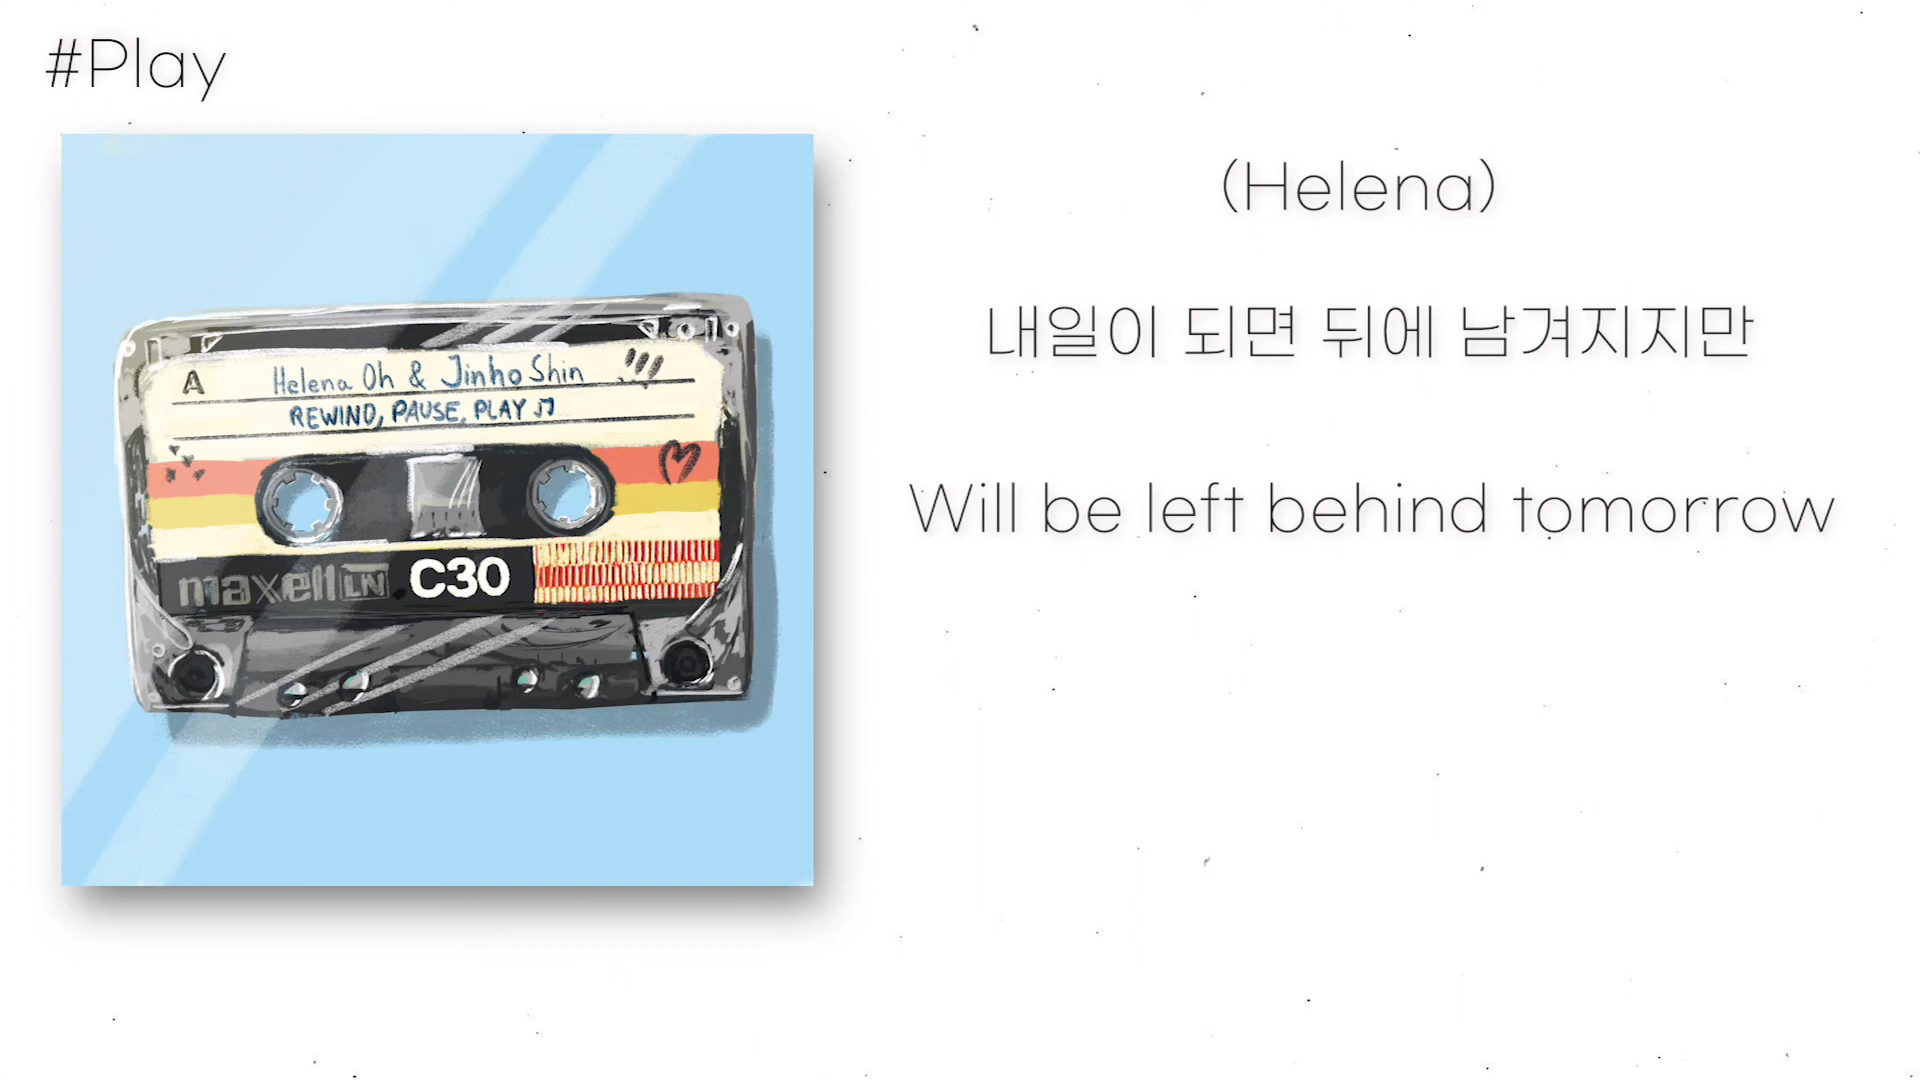 #Play
A Helena Oh & Jinho Shin
REWIND, PAUSE, PLAY ♫
maxell LN C30
(Helena)
내일이 되면 뒤에 남겨지지만
Will be left behind tomorrow